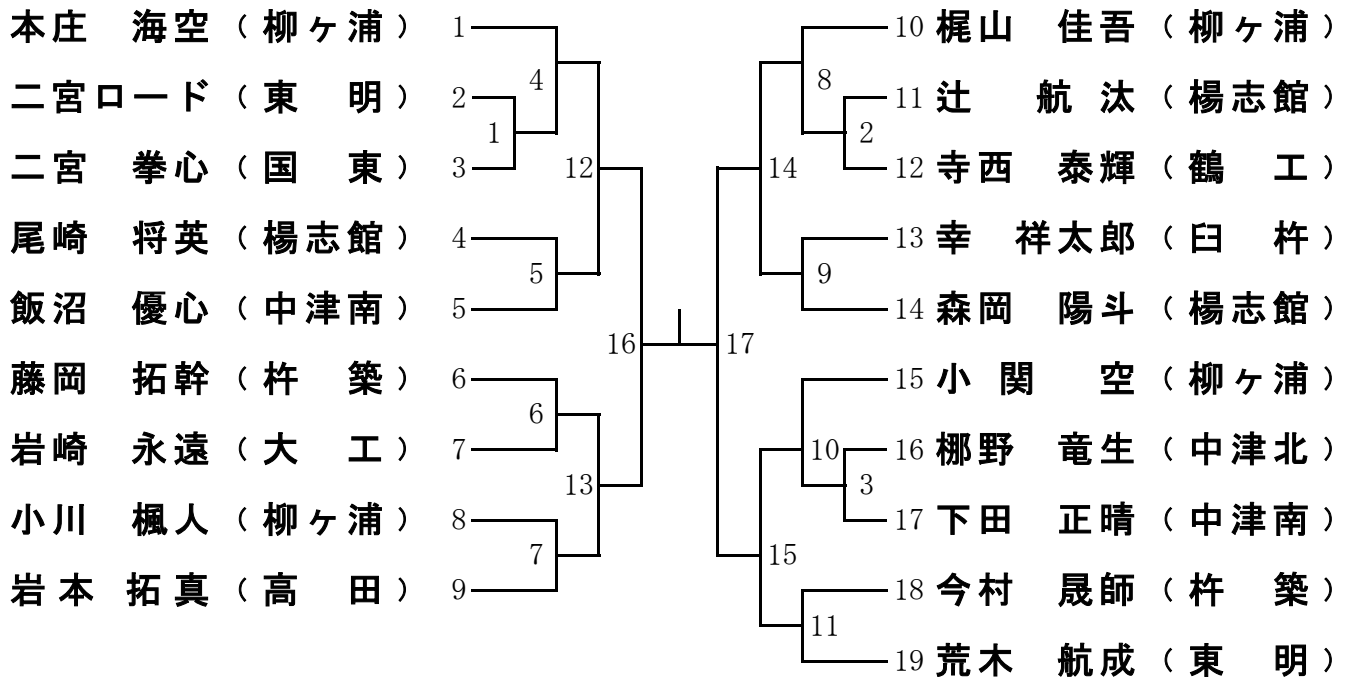 本庄 海空 ( 柳ヶ浦 ) 1
二宮ロード ( 東 明 ) 2
二宮 拳心 ( 国 東 ) 3
尾崎 将英 ( 楊志館 ) 4
飯沼 優心 ( 中津南 ) 5
藤岡 拓幹 ( 杵 築 ) 6
岩崎 永遠 ( 大 工 ) 7
小川 楓人 ( 柳ヶ浦 ) 8
岩本 拓真 ( 高 田 ) 9
4
1
12
5
16
6
13
7
8
2
14
9
17
10
3
15
11
10 梶山 佳吾 ( 柳ヶ浦 )
11 辻 航汰 ( 楊志館 )
12 寺西 泰輝 ( 鶴 工 )
13 幸 祥太郎 ( 臼 杵 )
14 森岡 陽斗 ( 楊志館 )
15 小関 空 ( 柳ヶ浦 )
16 梛野 竜生 ( 中津北 )
17 下田 正晴 ( 中津南 )
18 今村 晟師 ( 杵 築 )
19 荒木 航成 ( 東 明 )